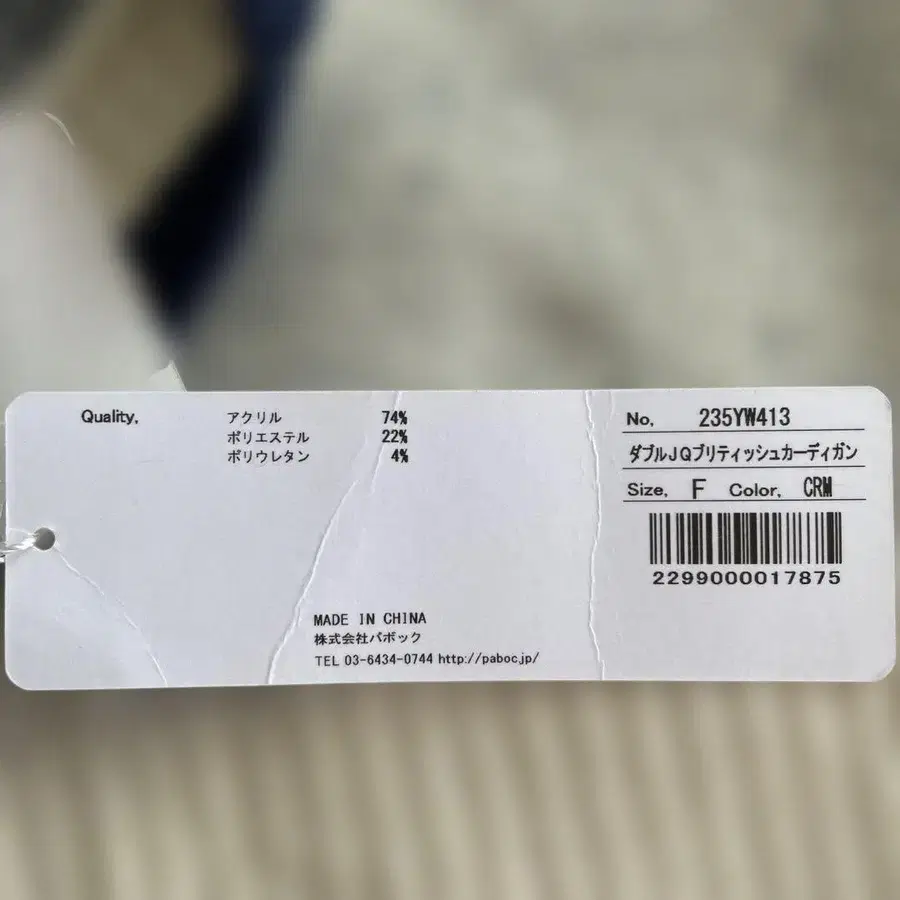 Quality,
アクリル 74%
ポリエステル 22%
ポリウレタン 4%
MADE IN CHINA
株式会社パボック
TEL 03-6434-0744 http://paboc.jp/
No, 235YW413
ダブルJQブリティッシュカーディガン
Size, F Color, CRM
2299000017875